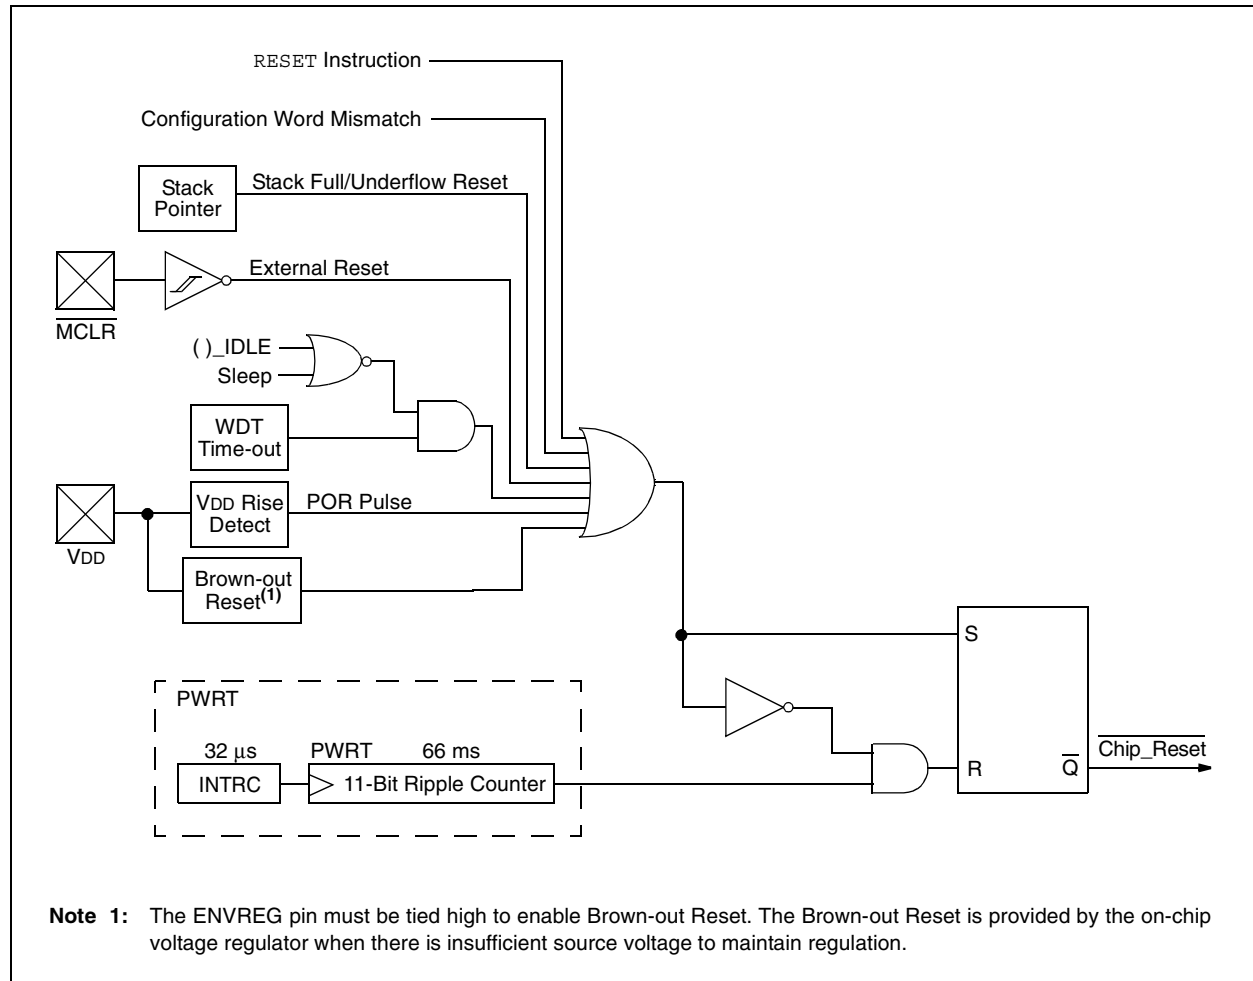 RESET Instruction
Configuration Word Mismatch
Stack
Pointer
Stack Full/Underflow Reset
External Reset
MCLR
( )_IDLE
Sleep
WDT
Time-out
VDD Rise
Detect
POR Pulse
VDD
Brown-out
Reset(1)
S
PWRT
32 μs
PWRT
66 ms
INTRC
11-Bit Ripple Counter
R
Q
Chip_Reset
Note 1: The ENVREG pin must be tied high to enable Brown-out Reset. The Brown-out Reset is provided by the on-chip
voltage regulator when there is insufficient source voltage to maintain regulation.